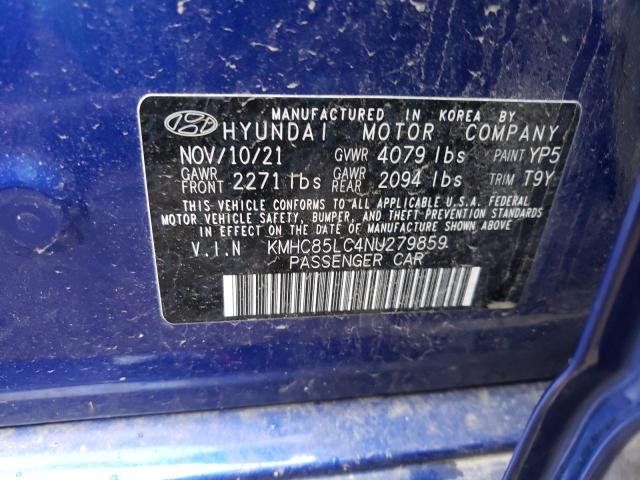 MANUFACTURED IN KOREA BY
HYUNDAI MOTOR COMPANY
NOV/10/21 GVWR 4079 lbs PAINT YP5
GAWR FRONT 2271 lbs GAWR REAR 2094 lbs TRIM T9Y
THIS VEHICLE CONFORMS TO ALL APPLICABLE U.S.A. FEDERAL
MOTOR VEHICLE SAFETY, BUMPER, AND THEFT PREVENTION STANDARDS
IN EFFECT ON THE DATE OF MANUFACTURE SHOWN ABOVE.
V.I.N KMHC85LC4NU279859
PASSENGER CAR